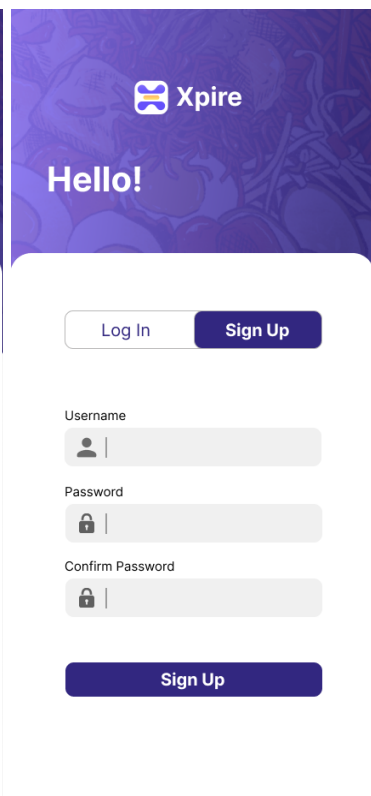 Xpire
Hello!
Log In
Sign Up
Username
Password
Confirm Password
Sign Up